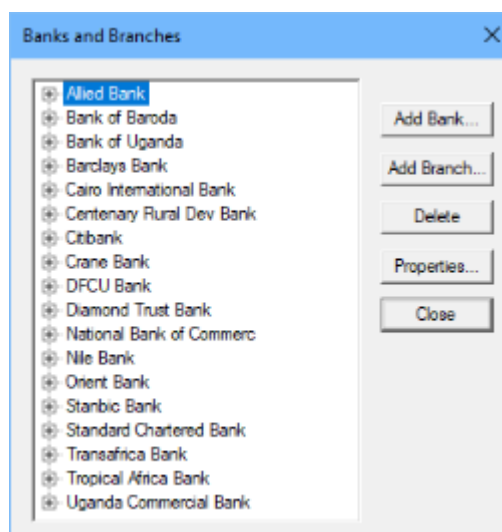 Banks and Branches
Allied Bank
Bank of Baroda
Bank of Uganda
Barclays Bank
Cairo International Bank
Centenary Rural Dev Bank
Citibank
Crane Bank
DFCU Bank
Diamond Trust Bank
National Bank of Commerc
Nile Bank
Orient Bank
Stanbic Bank
Standard Chartered Bank
Transafrica Bank
Tropical Africa Bank
Uganda Commercial Bank
Add Bank...
Add Branch...
Delete
Properties...
Close